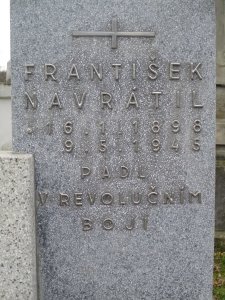 FRANTIŠEK
NAVRÁTIL
* 16.1.1898
9.5.1945
PADL
V REVOLUČNÍM
BOJI